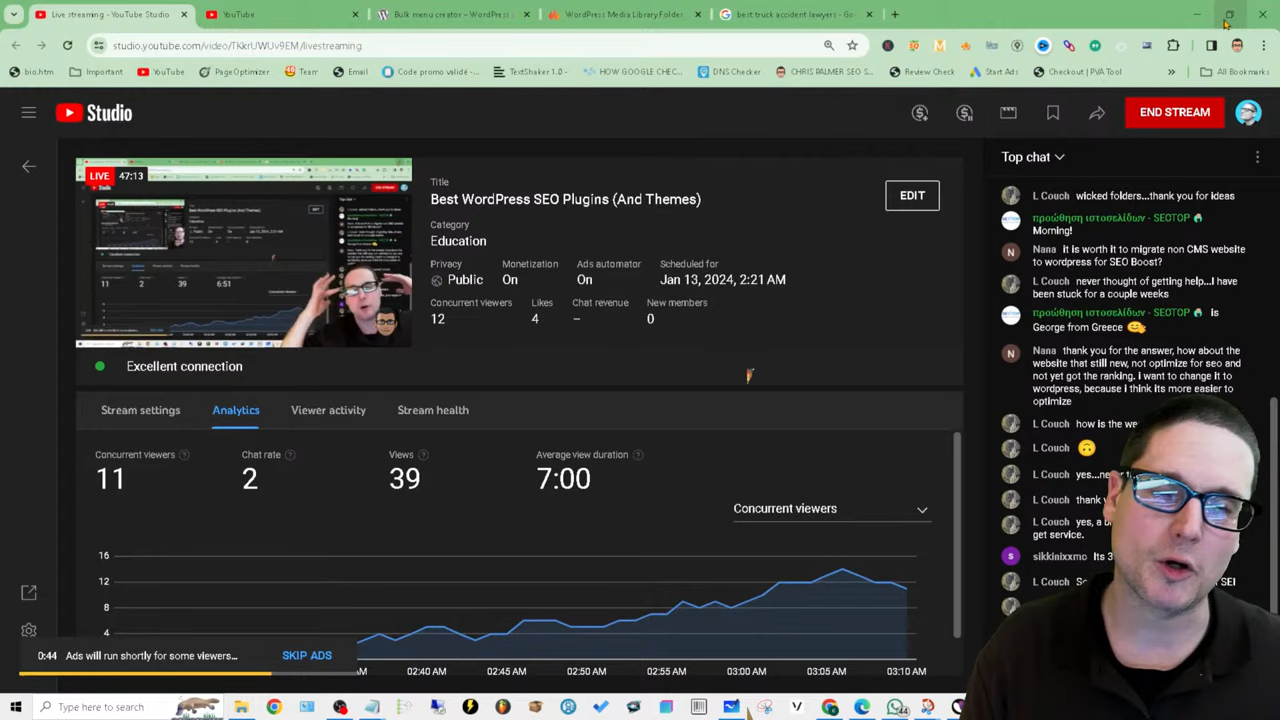 Live streaming - YouTube Studio
YouTube
Bulk menu creator – WordPress
WordPress Media Library Folder
best truck accident lawyers - Go
studio.youtube.com/video/TKkrUWUv9EM/livestreaming
bio.htm
Important
YouTube
PageOptimizer
Team
Email
Code promo validé -...
TextShaker 1.0 -
HOW GOOGLE CHEC...
DNS Checker
CHRIS PALMER SEO S...
Review Check
Start Ads
Checkout | PVA Tool
All Bookmarks
Studio
END STREAM
LIVE 47:13
Title
Best WordPress SEO Plugins (And Themes)
EDIT
Category
Education
Privacy Monetization Ads automator Scheduled for
Public On On Jan 13, 2024, 2:21 AM
Concurrent viewers Likes Chat revenue New members
12 4 – 0
Excellent connection
Stream settings Analytics Viewer activity Stream health
Concurrent viewers Chat rate Views Average view duration
11 2 39 7:00
Concurrent viewers
16
12
8
4
02:40 AM 02:45 AM 02:50 AM 02:55 AM 03:00 AM 03:05 AM 03:10 AM
0:44 Ads will run shortly for some viewers... SKIP ADS
Top chat
L Couch wicked folders...thank you for ideas
προώθηση ιστοσελίδων - SEOTOP
Morning!
Nana it is worth it to migrate non CMS website
to wordpress for SEO Boost?
L Couch never thought of getting help...I have
been stuck for a couple weeks
προώθηση ιστοσελίδων - SEOTOP Is
George from Greece
Nana thank you for the answer, how about the
website that still new, not optimize for seo and
not yet got the ranking. i want to change it to
wordpress, because i think its more easier to
optimize
L Couch how is the we
L Couch
L Couch
L Couch thank
L Couch yes, a
get service.
sikkinixxmc Its 3
L Couch
Type here to search